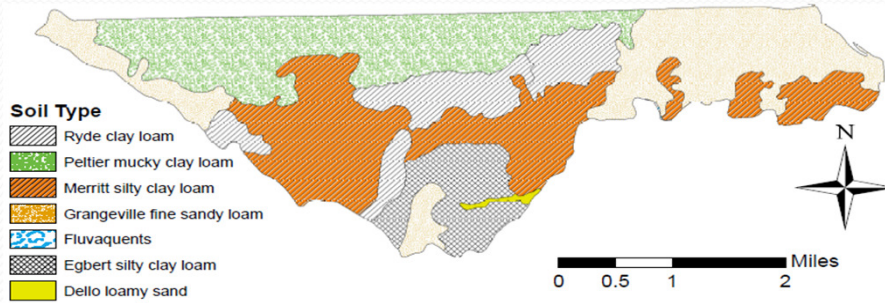 Soil Type
Ryde clay loam
Peltier mucky clay loam
Merritt silty clay loam
Grangeville fine sandy loam
Fluvaquents
Egbert silty clay loam
Dello loamy sand
N
Miles
0 0.5 1 2